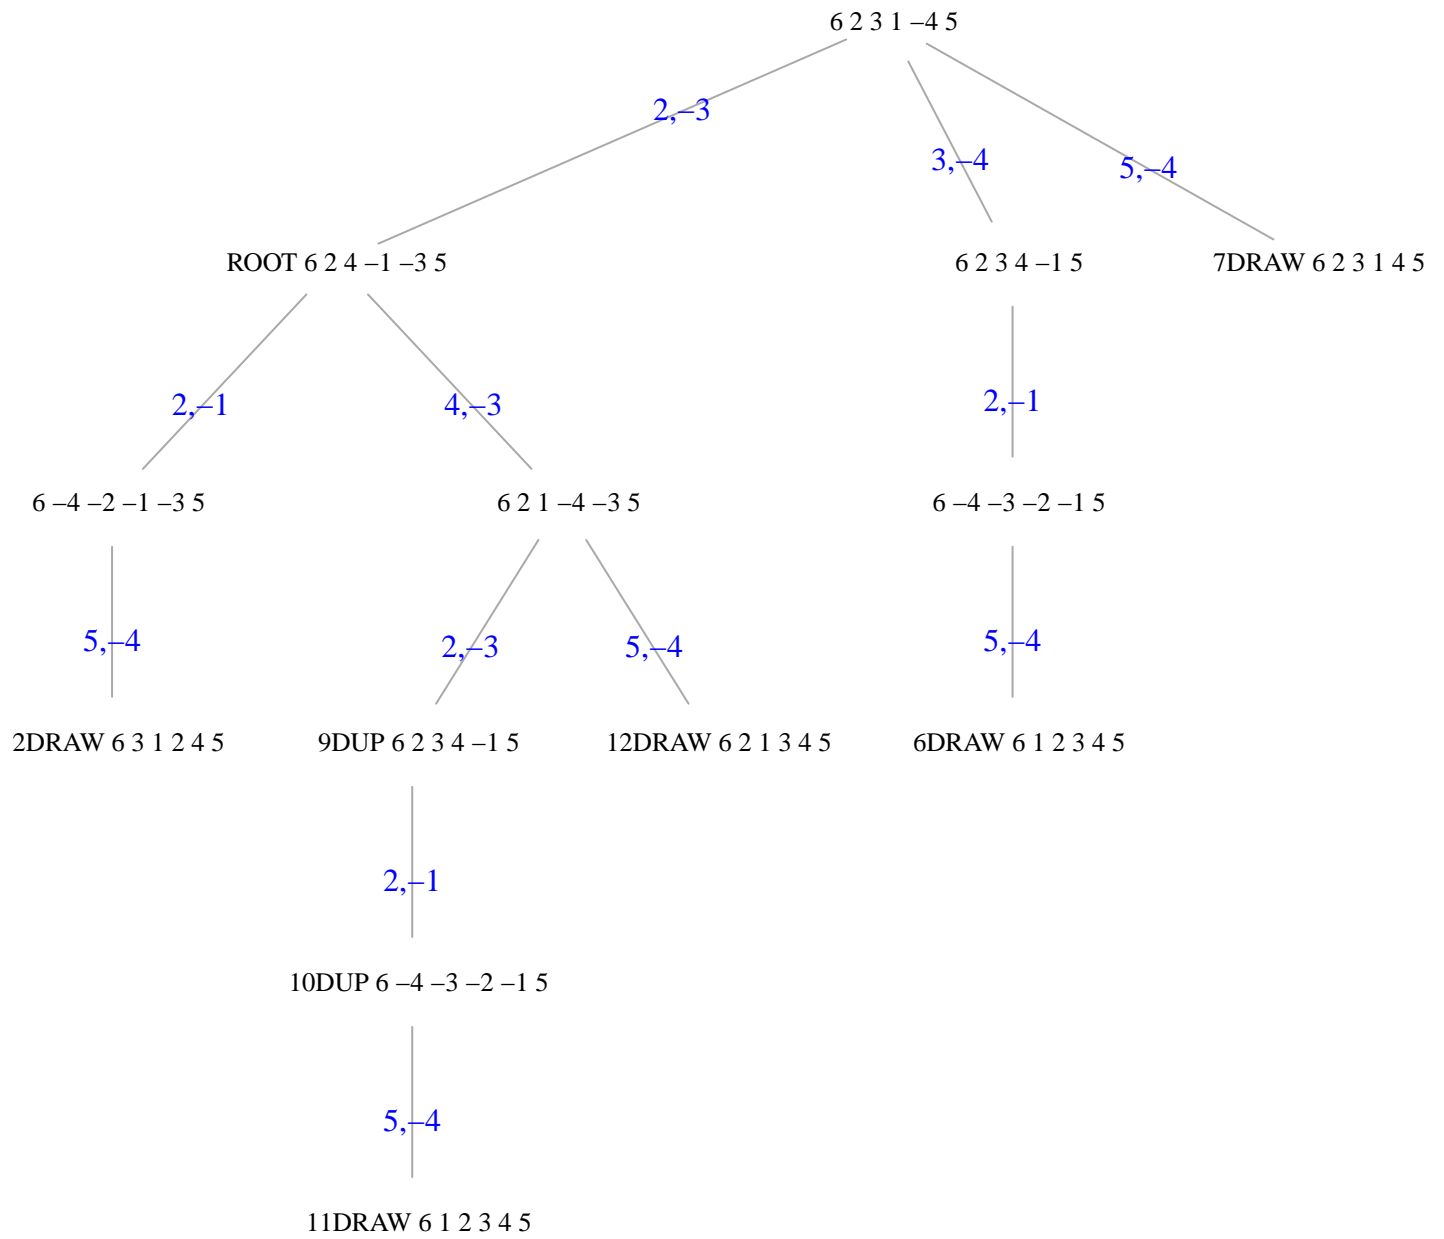 6 2 3 1 –4 5
2,–3
3,–4
5,–4
ROOT 6 2 4 –1 –3 5
6 2 3 4 –1 5
7DRAW 6 2 3 1 4 5
2,–1
4,–3
2,–1
6 –4 –2 –1 –3 5
6 2 1 –4 –3 5
6 –4 –3 –2 –1 5
5,–4
2,–3
5,–4
5,–4
2DRAW 6 3 1 2 4 5
9DUP 6 2 3 4 –1 5
12DRAW 6 2 1 3 4 5
6DRAW 6 1 2 3 4 5
2,–1
10DUP 6 –4 –3 –2 –1 5
5,–4
11DRAW 6 1 2 3 4 5